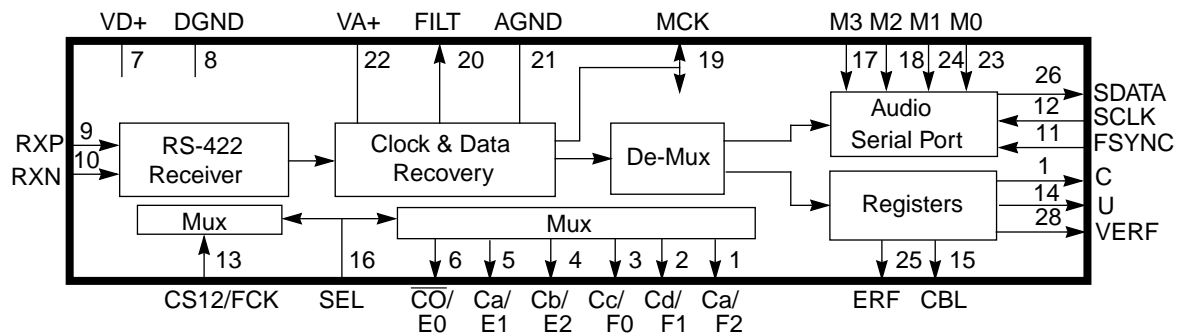 VD+ DGND VA+ FILT AGND MCK M3 M2 M1 M0
7 8 22 20 21 19 17 18 24 23
26 SDATA
Audio 12 SCLK
Serial Port 11 FSYNC
RXP 9 RS-422 Clock & Data De-Mux
RXN 10 Receiver Recovery
1 C
Registers 14 U
28 VERF
Mux Mux
13 16 6 5 4 3 2 1 25 15
CS12/FCK SEL C̅O̅/ Ca/ Cb/ Cc/ Cd/ Ca/ ERF CBL
E0 E1 E2 F0 F1 F2